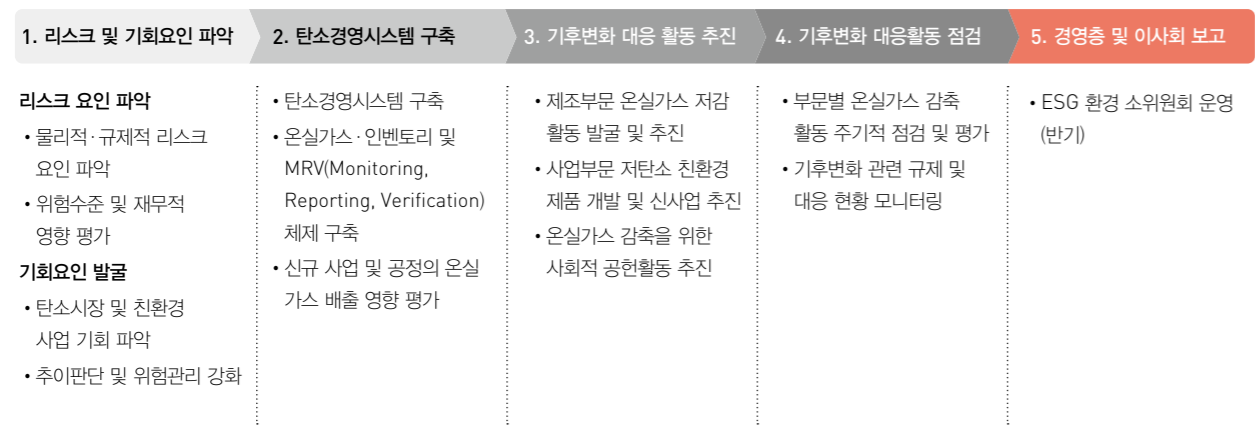 1. 리스크 및 기회요인 파악
2. 탄소경영시스템 구축
3. 기후변화 대응 활동 추진
4. 기후변화 대응활동 점검
5. 경영층 및 이사회 보고
리스크 요인 파악
• 물리적·규제적 리스크
요인 파악
• 위험수준 및 재무적
영향 평가
기회요인 발굴
• 탄소시장 및 친환경
사업 기회 파악
• 추이판단 및 위험관리 강화
• 탄소경영시스템 구축
• 온실가스·인벤토리 및
MRV(Monitoring,
Reporting, Verification)
체제 구축
• 신규 사업 및 공정의 온실
가스 배출 영향 평가
• 제조부문 온실가스 저감
활동 발굴 및 추진
• 사업부문 저탄소 친환경
제품 개발 및 신사업 추진
• 온실가스 감축을 위한
사회적 공헌활동 추진
• 부문별 온실가스 감축
활동 주기적 점검 및 평가
• 기후변화 관련 규제 및
대응 현황 모니터링
• ESG 환경 소위원회 운영
(반기)